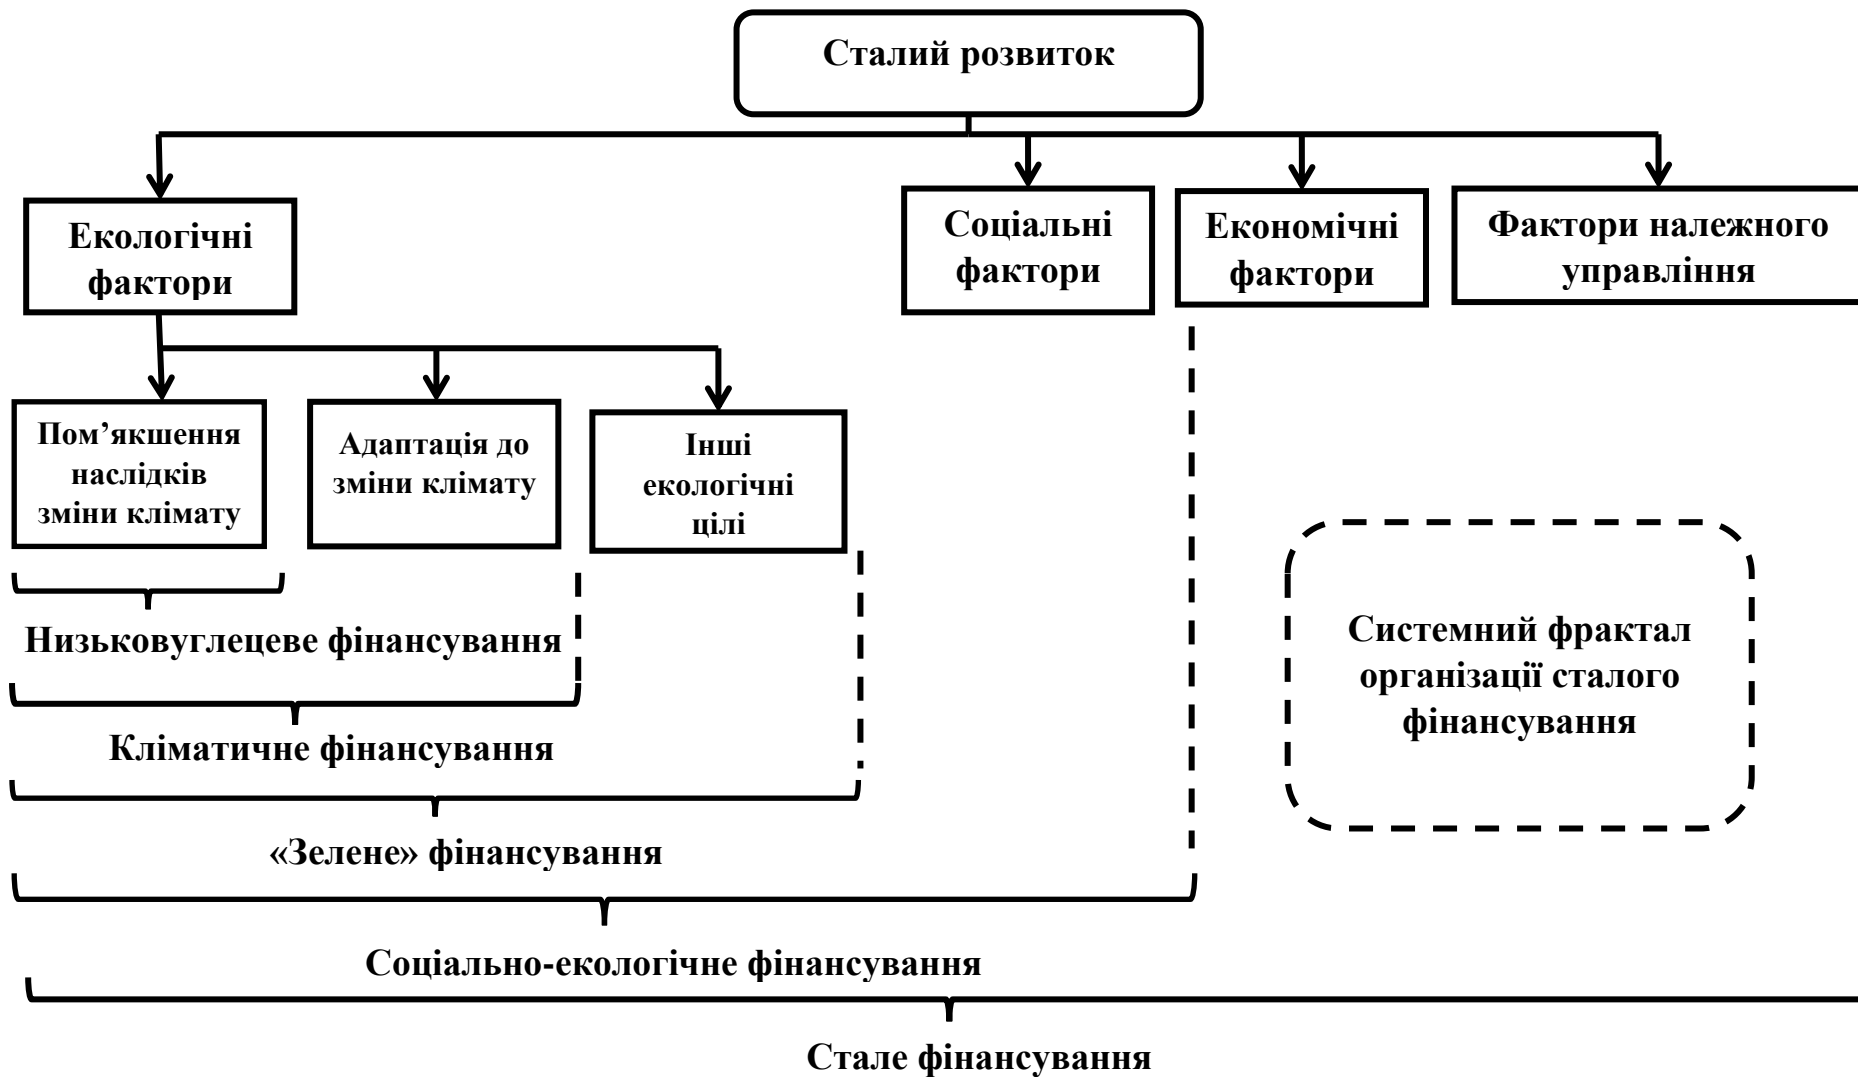 Сталий розвиток
Екологічні
фактори
Соціальні
фактори
Економічні
фактори
Фактори належного
управління
Пом’якшення
наслідків
зміни клімату
Адаптація до
зміни клімату
Інші
екологічні
цілі
Низьковуглецеве фінансування
Кліматичне фінансування
«Зелене» фінансування
Соціально-екологічне фінансування
Стале фінансування
Системний фрактал
організації сталого
фінансування